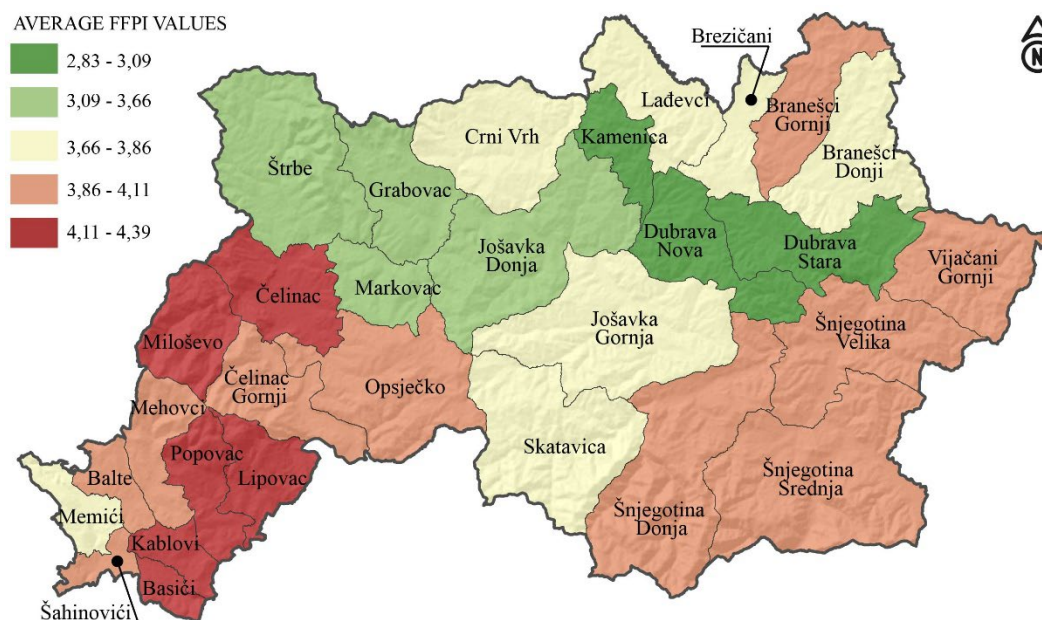 AVERAGE FFPI VALUES
2,83 - 3,09
3,09 - 3,66
3,66 - 3,86
3,86 - 4,11
4,11 - 4,39
N
Brezičani
Lađevci
Branešci
Gornji
Crni Vrh
Kamenica
Branešci
Donji
Štrbe
Grabovac
Jošavka
Donja
Dubrava
Nova
Dubrava
Stara
Vijačani
Gornji
Markovac
Čelinac
Miloševo
Jošavka
Gornja
Šnjegotina
Velika
Čelinac
Gornji
Opsječko
Mehovci
Popovac
Lipovac
Skatavica
Balte
Memići
Šnjegotina
Srednja
Šnjegotina
Donja
Kablovi
Basići
Šahinovići